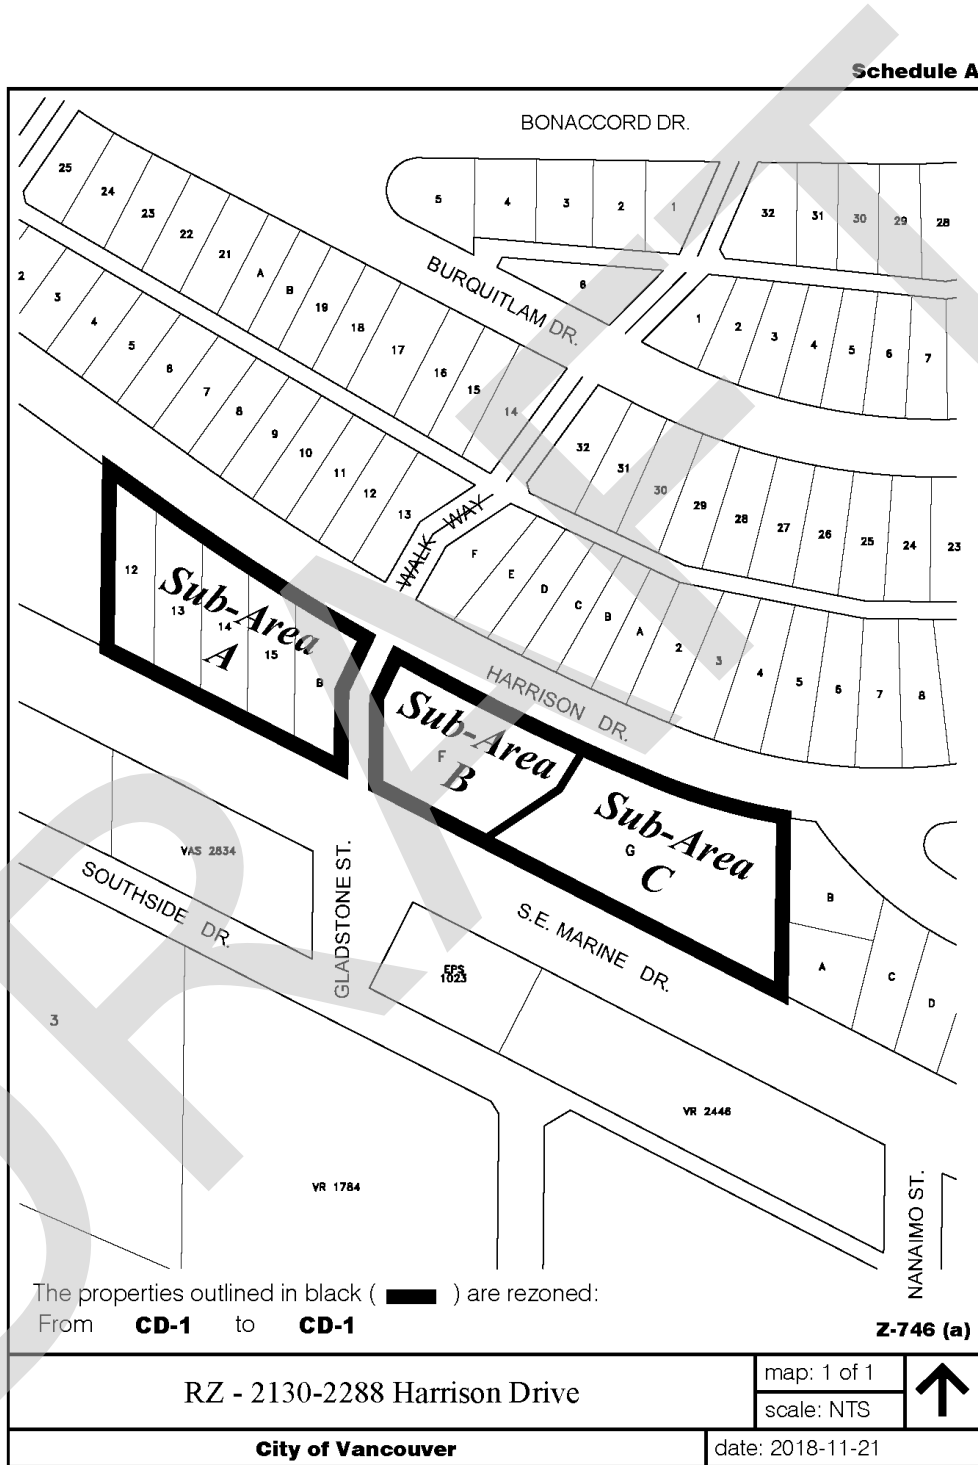 Schedule A
BONACCORD DR.
25
24
23
22
21
A
B
19
18
17
16
15
14
5
4
3
2
1
32
31
30
29
28
BURQUITLAM DR.
6
1
2
3
4
5
6
7
2
3
4
5
6
7
8
9
10
11
12
13
WALK WAY
32
31
30
29
28
27
26
25
24
23
F
E
D
C
B
A
2
3
4
5
6
7
8
HARRISON DR.
12
13
14
15
B
Sub-Area
A
Sub-Area
F
B
Sub-Area
G
C
B
A
C
D
VAS 2834
SOUTHSIDE DR.
GLADSTONE ST.
S.E. MARINE DR.
EPS
1023
3
VR 2446
VR 1784
NANAIMO ST.
DRAFT
The properties outlined in black ( ) are rezoned:
From CD-1 to CD-1
Z-746 (a)
RZ - 2130-2288 Harrison Drive
map: 1 of 1
scale: NTS
City of Vancouver
date: 2018-11-21